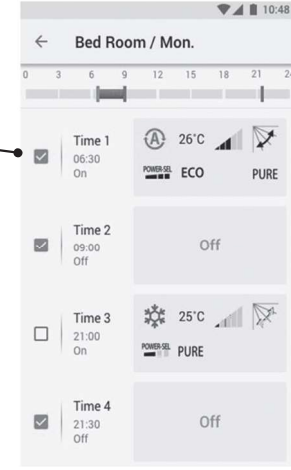 10:48
Bed Room / Mon.
0 3 6 9 12 15 18 21 2
Time 1
06:30
On
A 26°C
POWER-SEL ECO PURE
Time 2
09:00
Off
Off
Time 3
21:00
On
25°C
POWER-SEL PURE
Time 4
21:30
Off
Off